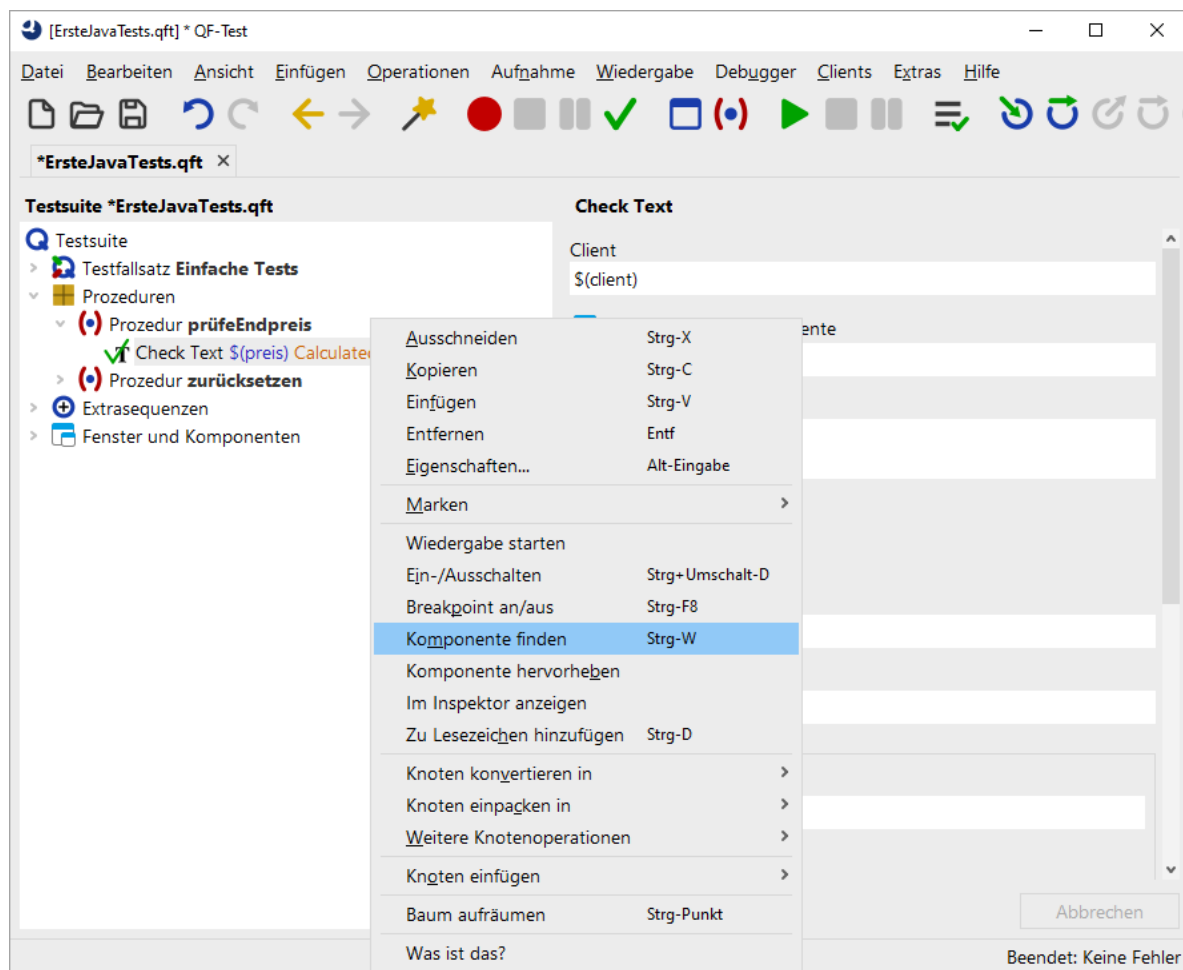 [ErsteJavaTests.qft] * QF-Test
Datei Bearbeiten Ansicht Einfügen Operationen Aufnahme Wiedergabe Debugger Clients Extras Hilfe
*ErsteJavaTests.qft
Testsuite *ErsteJavaTests.qft
Testsuite
Testfallsatz Einfache Tests
Prozeduren
Prozedur prüfeEndpreis
Check Text $(preis) Calculated
Prozedur zurücksetzen
Extrasequenzen
Fenster und Komponenten
Check Text
Client
$(client)
ente
Ausschneiden Strg-X
Kopieren Strg-C
Einfügen Strg-V
Entfernen Entf
Eigenschaften... Alt-Eingabe
Marken
Wiedergabe starten
Ein-/Ausschalten Strg+Umschalt-D
Breakpoint an/aus Strg-F8
Komponente finden Strg-W
Komponente hervorheben
Im Inspektor anzeigen
Zu Lesezeichen hinzufügen Strg-D
Knoten konvertieren in
Knoten einpacken in
Weitere Knotenoperationen
Knoten einfügen
Baum aufräumen Strg-Punkt
Was ist das?
Abbrechen
Beendet: Keine Fehler